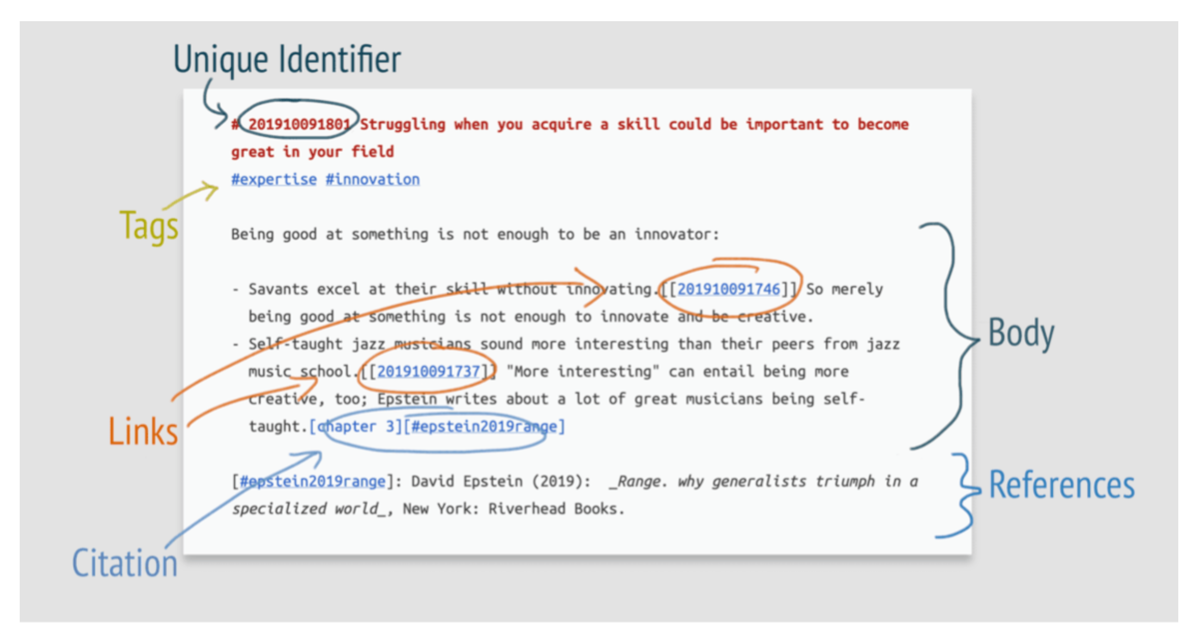 Unique Identifier
# 201910091801 Struggling when you acquire a skill could be important to become
great in your field
#expertise #innovation
Tags
Being good at something is not enough to be an innovator:
- Savants excel at their skill without innovating.[[201910091746]] So merely
being good at something is not enough to innovate and be creative.
- Self-taught jazz musicians sound more interesting than their peers from jazz
music school.[[201910091737]] "More interesting" can entail being more
creative, too; Epstein writes about a lot of great musicians being self-
taught.[chapter 3][#epstein2019range]
Body
Links
[#epstein2019range]: David Epstein (2019):  _Range. why generalists triumph in a
specialized world_, New York: Riverhead Books.
References
Citation